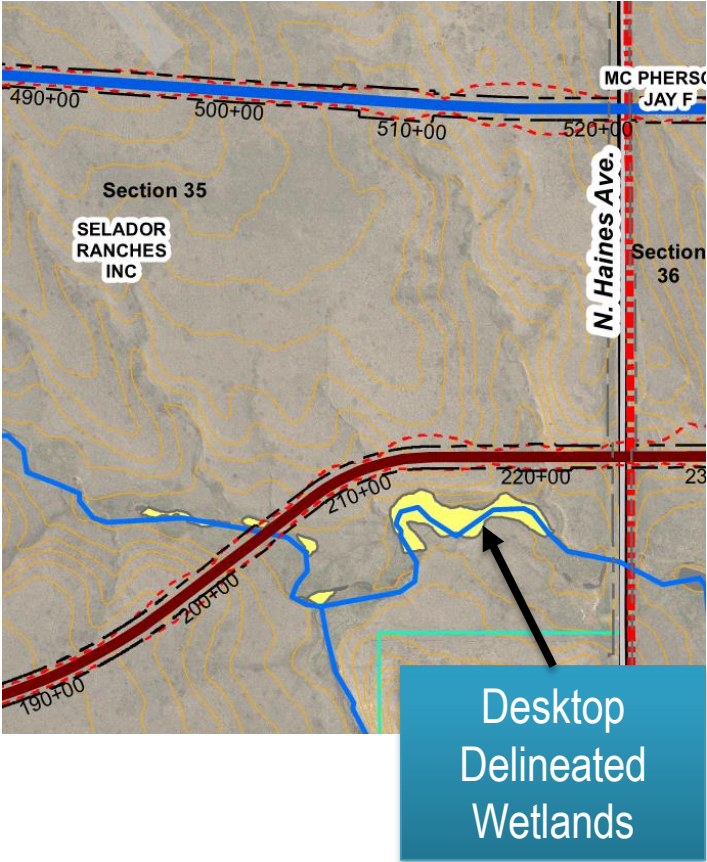 MC PHERSO
JAY F
490+00
500+00
510+00
520+00
Section 35
SELADOR
RANCHES
INC
N. Haines Ave.
Section
36
210+00
220+00
23
200+00
190+00
Desktop
Delineated
Wetlands